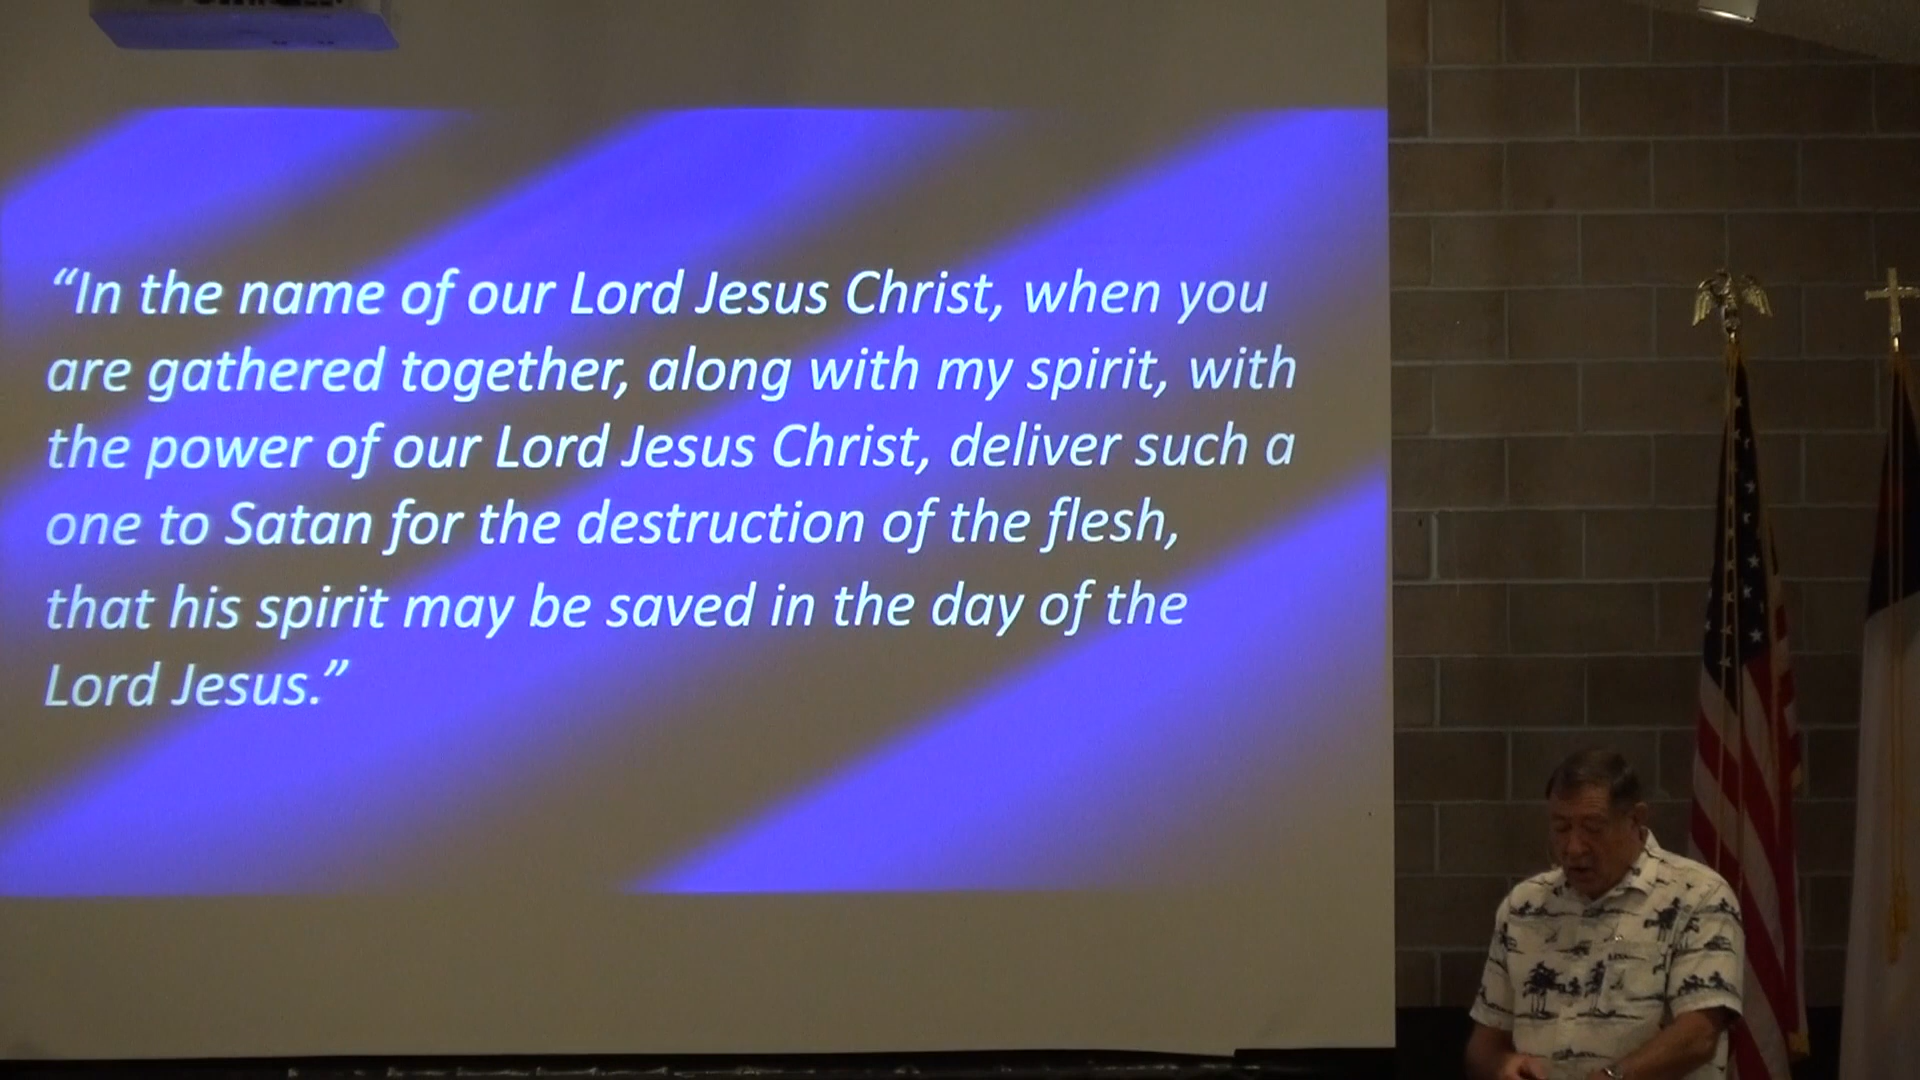 “In the name of our Lord Jesus Christ, when you
are gathered together, along with my spirit, with
the power of our Lord Jesus Christ, deliver such a
one to Satan for the destruction of the flesh,
that his spirit may be saved in the day of the
Lord Jesus.”